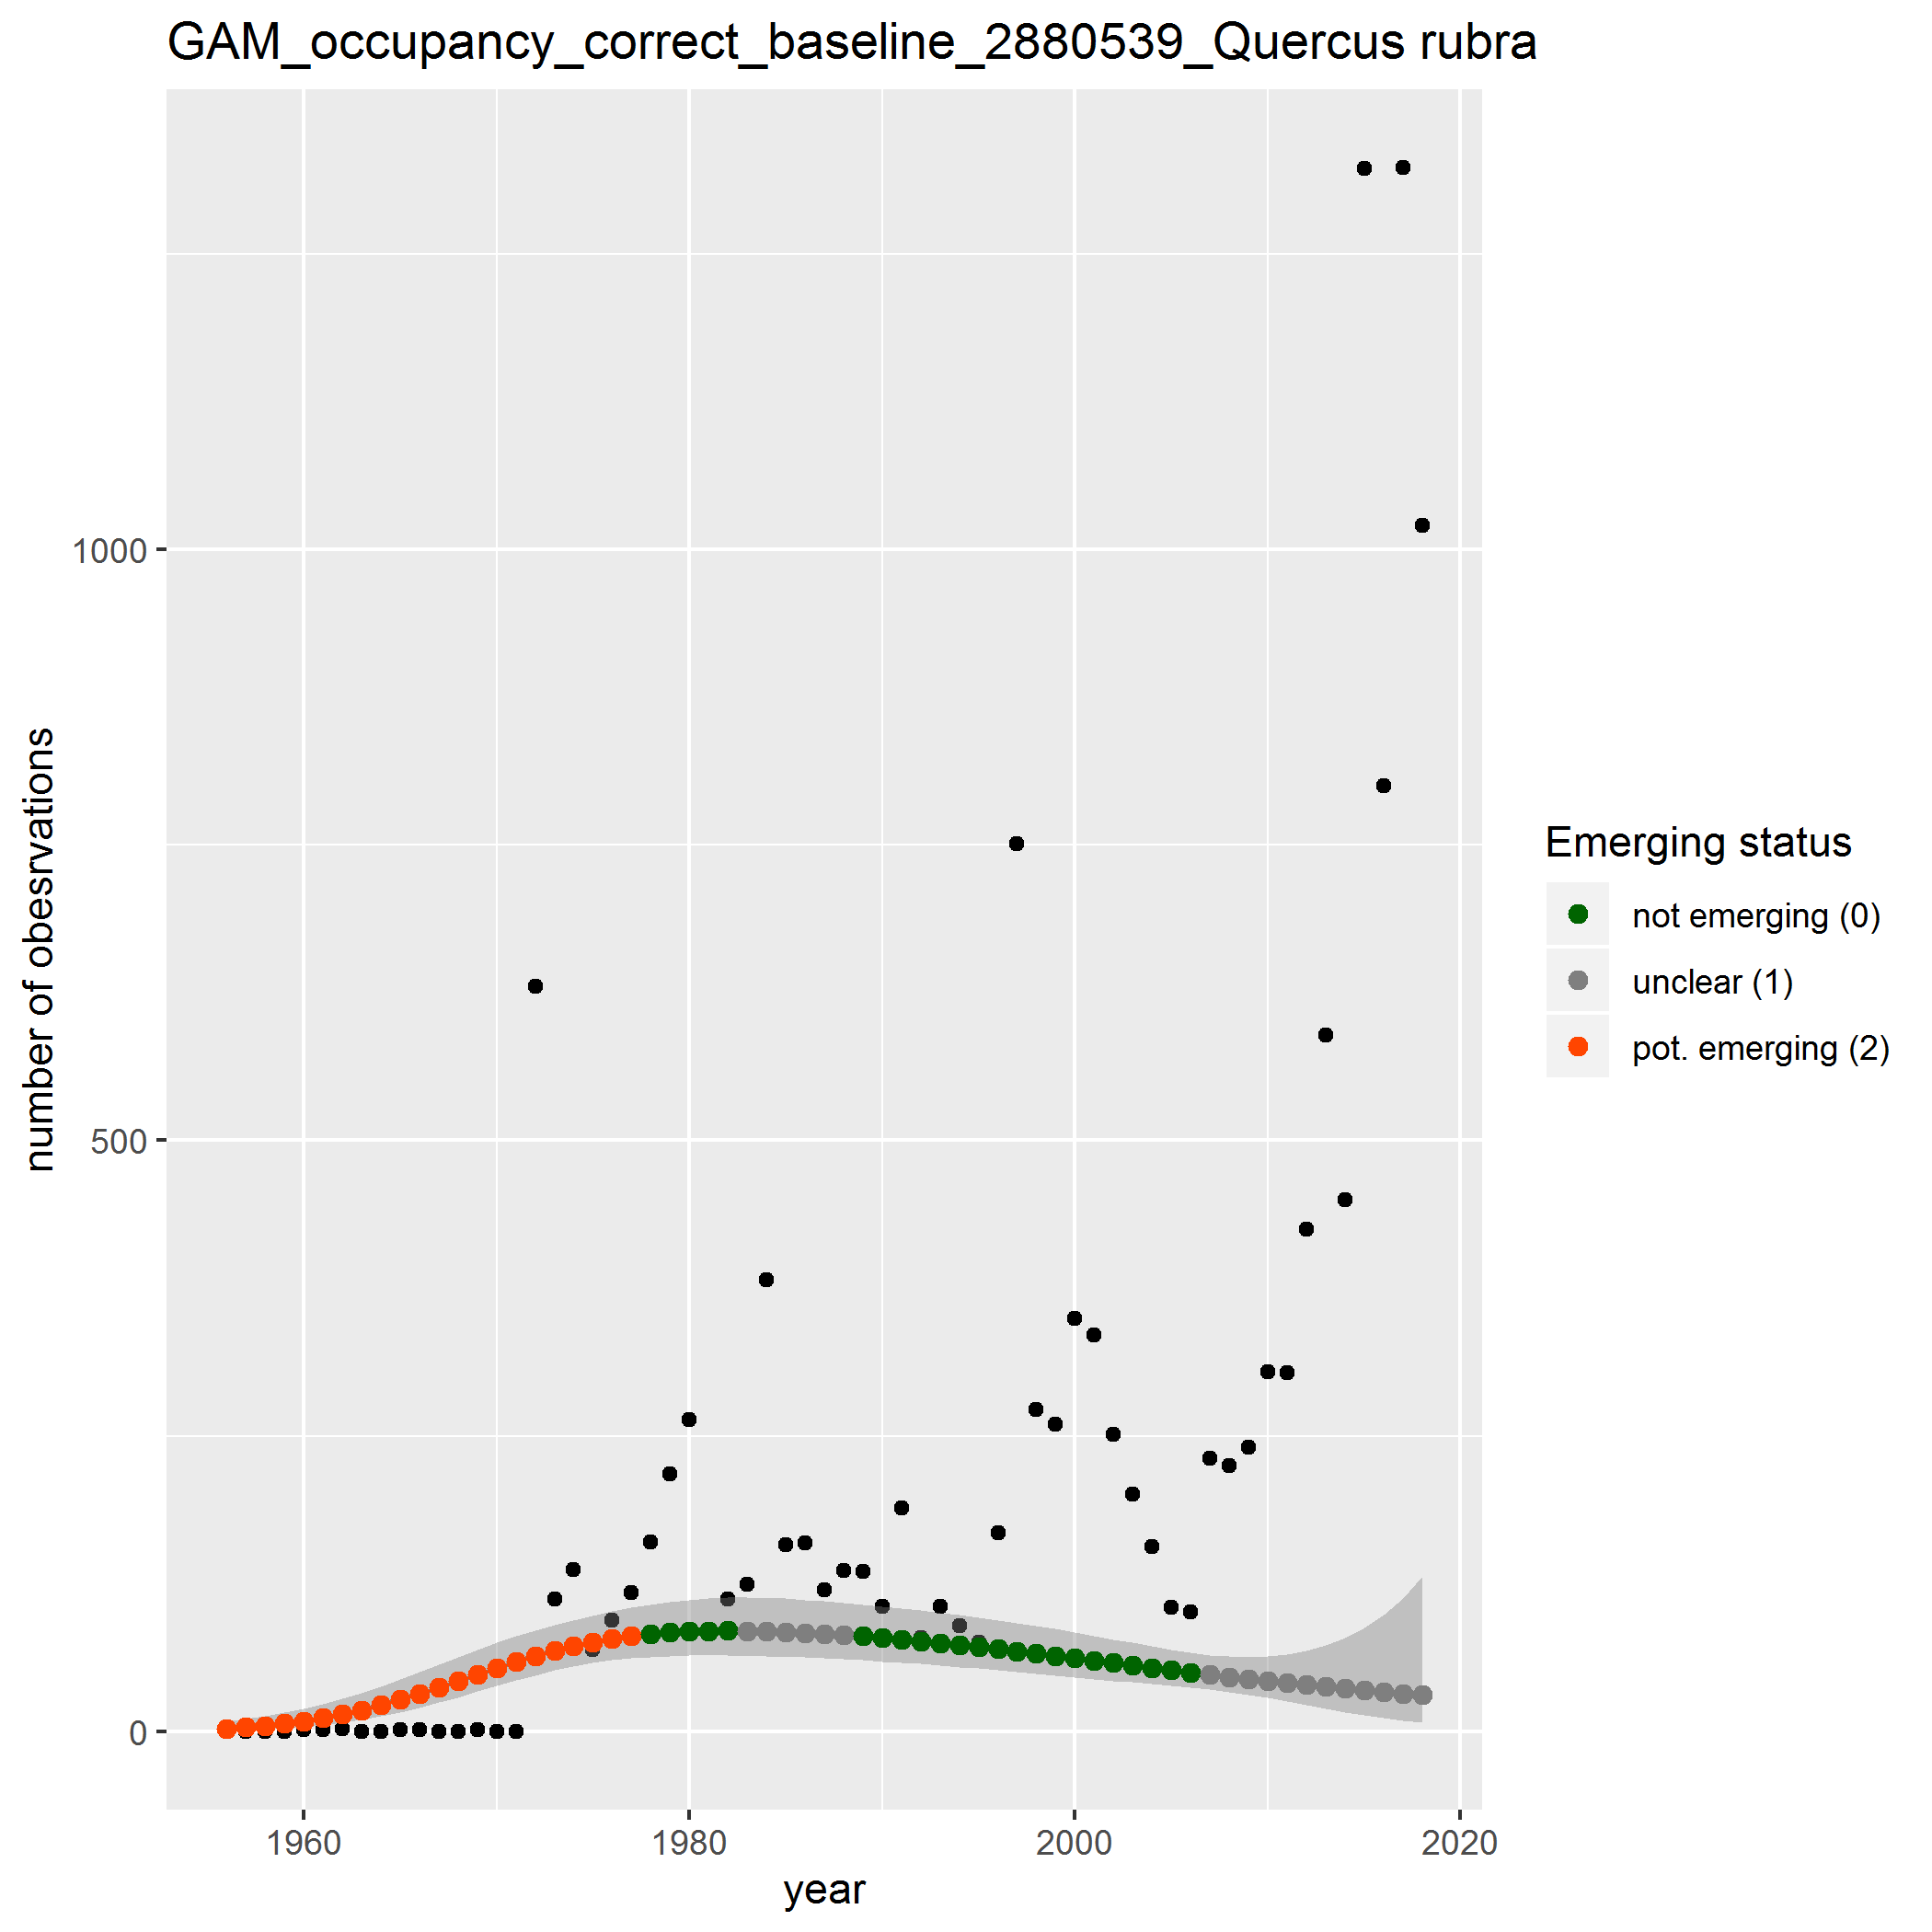 GAM_occupancy_correct_baseline_2880539_Quercus rubra
number of obesrvations
1000
500
0
1960
1980
2000
2020
year
Emerging status
not emerging (0)
unclear (1)
pot. emerging (2)